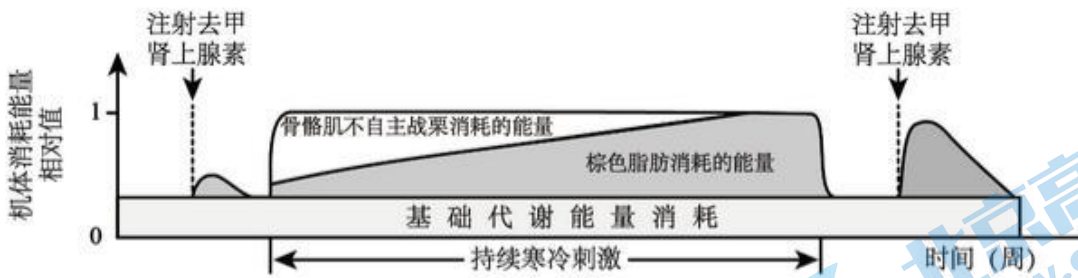 注射去甲
肾上腺素
注射去甲
肾上腺素
机体消耗能量
相对值
1
骨骼肌不自主战栗消耗的能量
棕色脂肪消耗的能量
基础代谢能量消耗
0
持续寒冷刺激
时间（周）